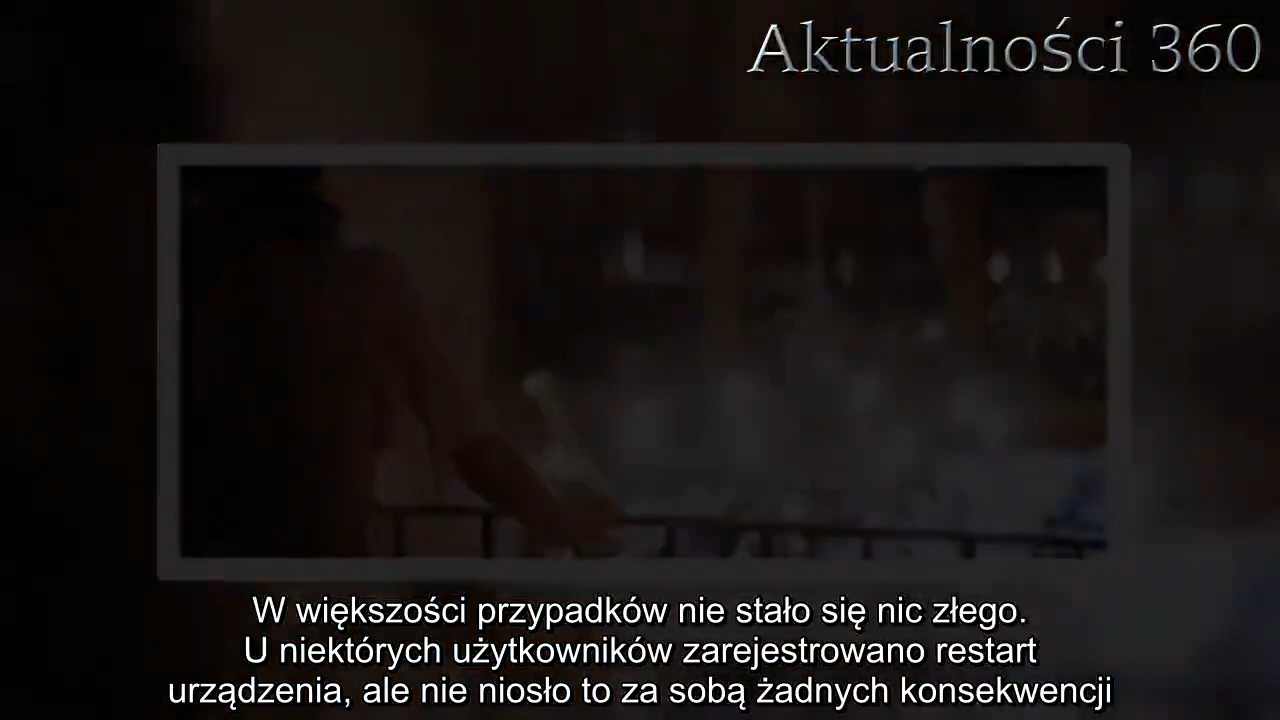 Aktualności 360
W większości przypadków nie stało się nic złego.
U niektórych użytkowników zarejestrowano restart
urządzenia, ale nie niosło to za sobą żadnych konsekwencji